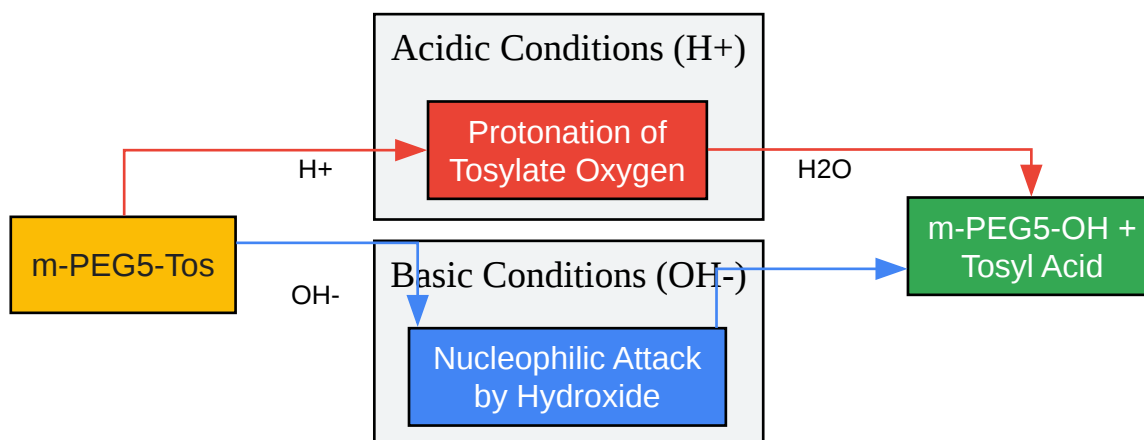 Acidic Conditions (H+)
Protonation of
Tosylate Oxygen
H+
H2O
m-PEG5-Tos
m-PEG5-OH +
Tosyl Acid
OH-
Basic Conditions (OH-)
Nucleophilic Attack
by Hydroxide